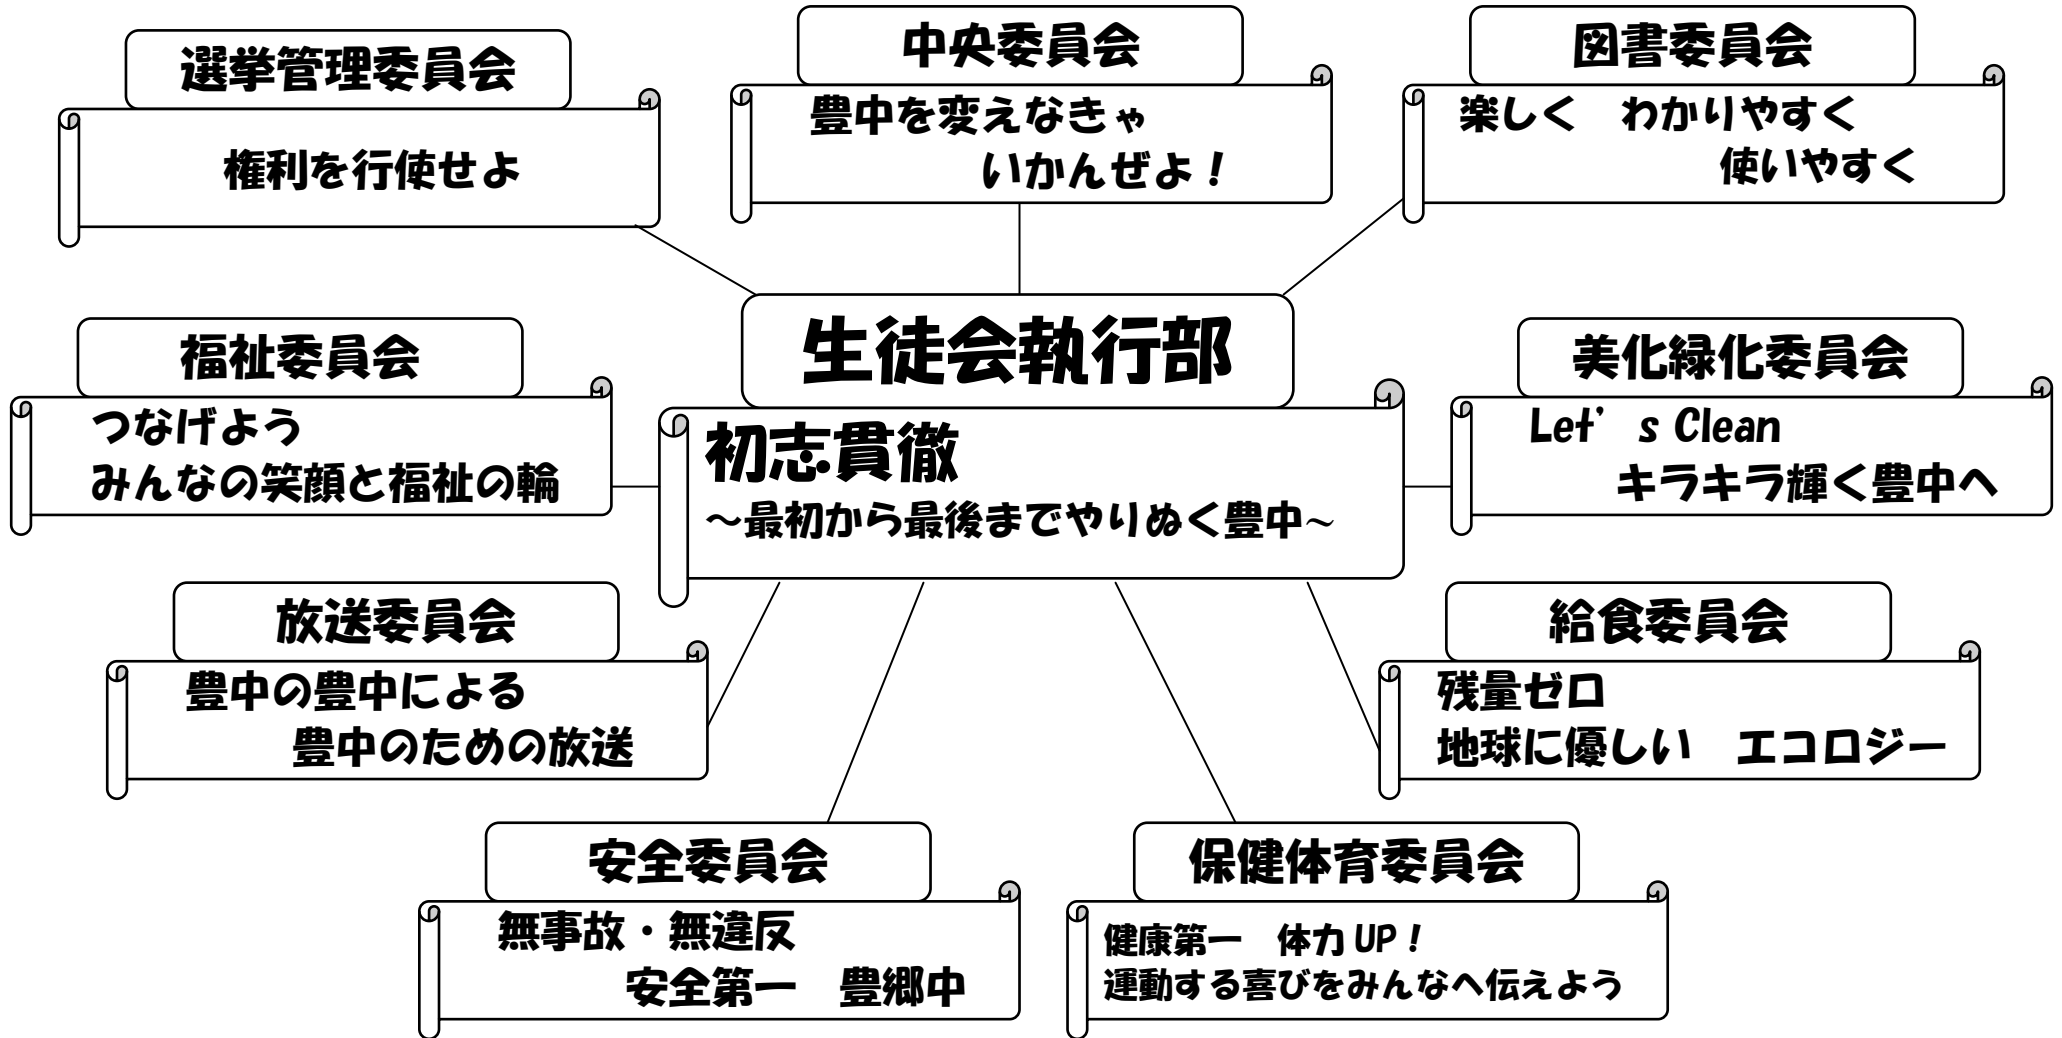 選挙管理委員会
権利を行使せよ
中央委員会
豊中を変えなきゃ
いかんぜよ！
図書委員会
楽しく　わかりやすく
使いやすく
福祉委員会
つなげよう
みんなの笑顔と福祉の輪
生徒会執行部
初志貫徹
～最初から最後までやりぬく豊中～
美化緑化委員会
Let’s Clean
キラキラ輝く豊中へ
放送委員会
豊中の豊中による
豊中のための放送
給食委員会
残量ゼロ
地球に優しい　エコロジー
安全委員会
無事故・無違反
安全第一　豊郷中
保健体育委員会
健康第一　体力UP！
運動する喜びをみんなへ伝えよう